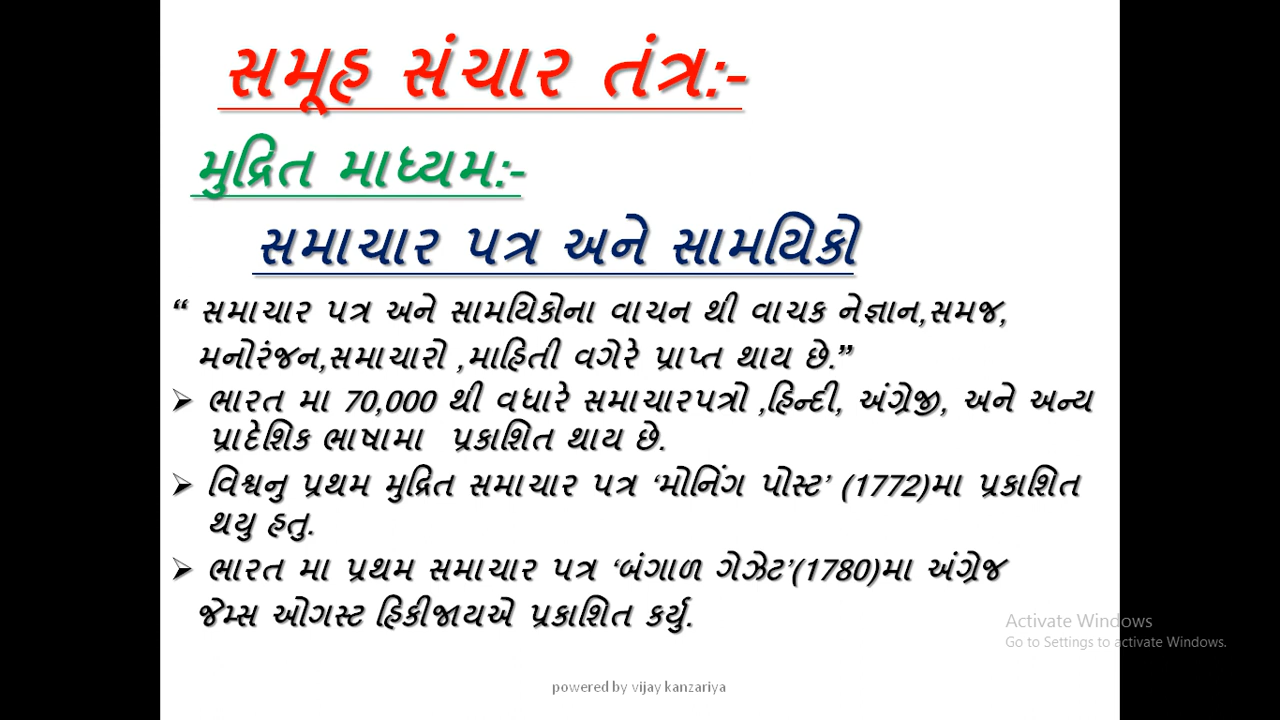 સમૂહ સંચાર તંત્ર:-
મુદ્રિત માધ્યમ:-
સમાચાર પત્ર અને સામયિકો
“ સમાચાર પત્ર અને સામયિકોના વાચન થી વાચક નેજ્ઞાન,સમજ,
મનોરંજન,સમાચારો ,માહિતી વગેરે પ્રાપ્ત થાય છે.”
➢ ભારત મા 70,000 થી વધારે સમાચારપત્રો ,હિન્દી, અંગ્રેજી, અને અન્ય
પ્રાદેશિક ભાષામા પ્રકાશિત થાય છે.
➢ વિશ્વનુ પ્રથમ મુદ્રિત સમાચાર પત્ર ‘મોનિંગ પોસ્ટ’ (1772)મા પ્રકાશિત
થયુ હતુ.
➢ ભારત મા પ્રથમ સમાચાર પત્ર ‘બંગાળ ગેઝેટ’(1780)મા અંગ્રેજ
જેમ્સ ઓગસ્ટ હિકીજાયએ પ્રકાશિત કર્યુ.
Activate Windows
Go to Settings to activate Windows.
powered by vijay kanzariya